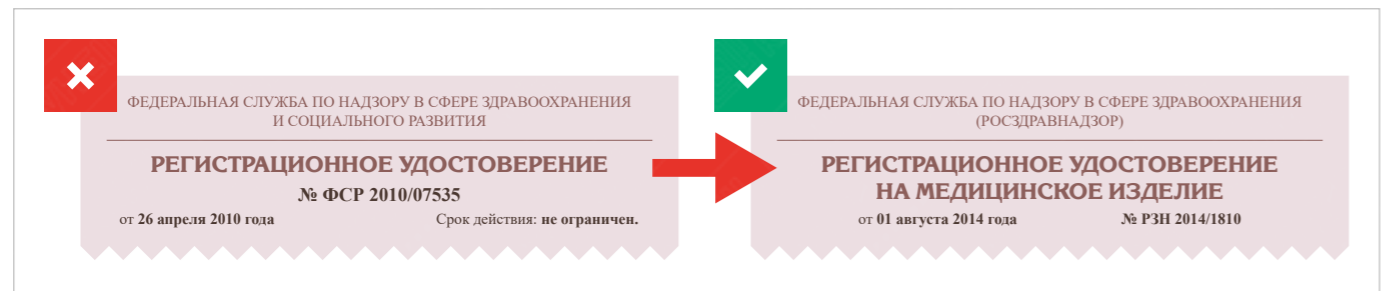 ФЕДЕРАЛЬНАЯ СЛУЖБА ПО НАДЗОРУ В СФЕРЕ ЗДРАВООХРАНЕНИЯ
И СОЦИАЛЬНОГО РАЗВИТИЯ
РЕГИСТРАЦИОННОЕ УДОСТОВЕРЕНИЕ
№ ФСР 2010/07535
от 26 апреля 2010 года Срок действия: не ограничен.
ФЕДЕРАЛЬНАЯ СЛУЖБА ПО НАДЗОРУ В СФЕРЕ ЗДРАВООХРАНЕНИЯ
(РОСЗДРАВНАДЗОР)
РЕГИСТРАЦИОННОЕ УДОСТОВЕРЕНИЕ
НА МЕДИЦИНСКОЕ ИЗДЕЛИЕ
от 01 августа 2014 года № РЗН 2014/1810